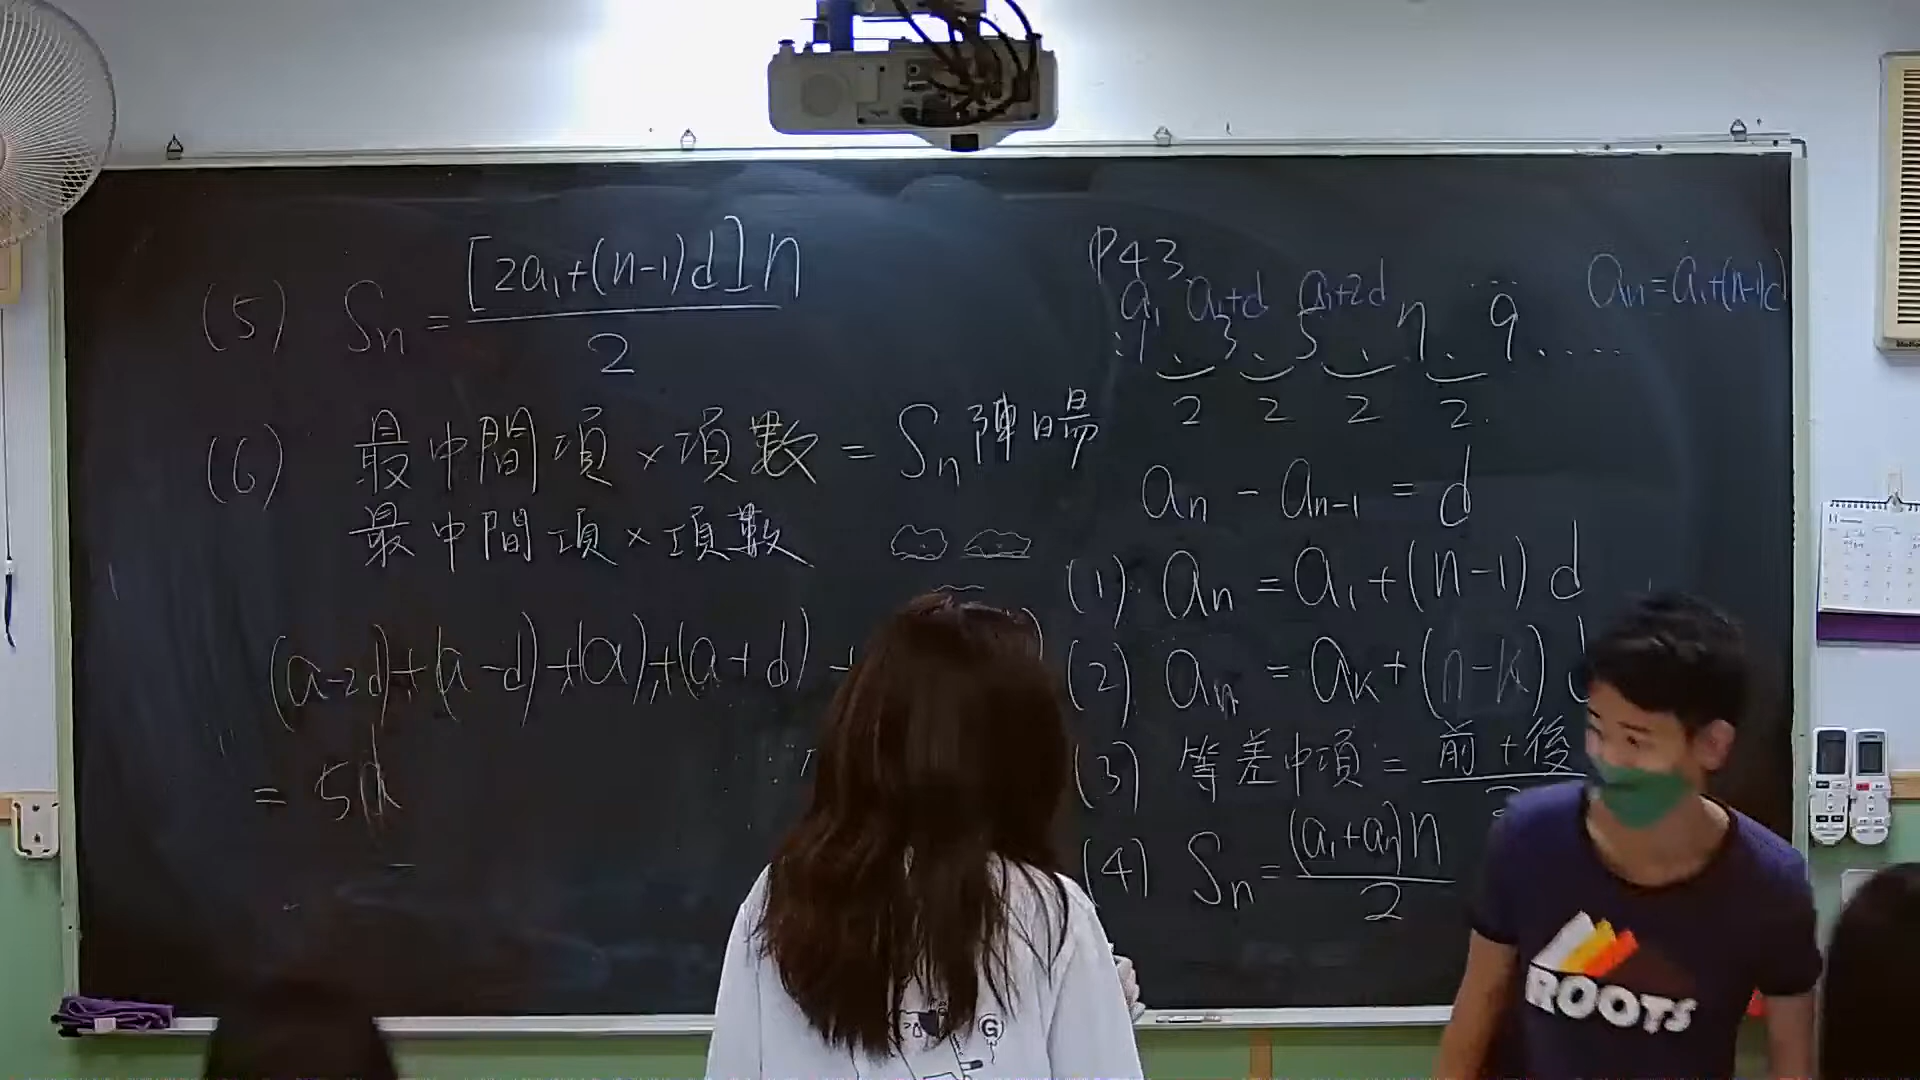 (5) Sn = [2a₁+(n-1)d]n / 2
(6) 最中間項×項數 = Sn 陣暘
最中間項×項數
(a-2d)+(a-d)+(a)+(a+d)+
= 5a
P43
a₁ a₁+d a₁+2d ... an=a₁+(n-1)d
:1、3、5、7、9.....
2 2 2 2
an - an-1 = d
(1) an = a₁+(n-1)d
(2) an = ak+(n-k)
(3) 等差中項 = 前+後 / 2
(4) Sn = (a₁+an)n / 2
G
ROOTS